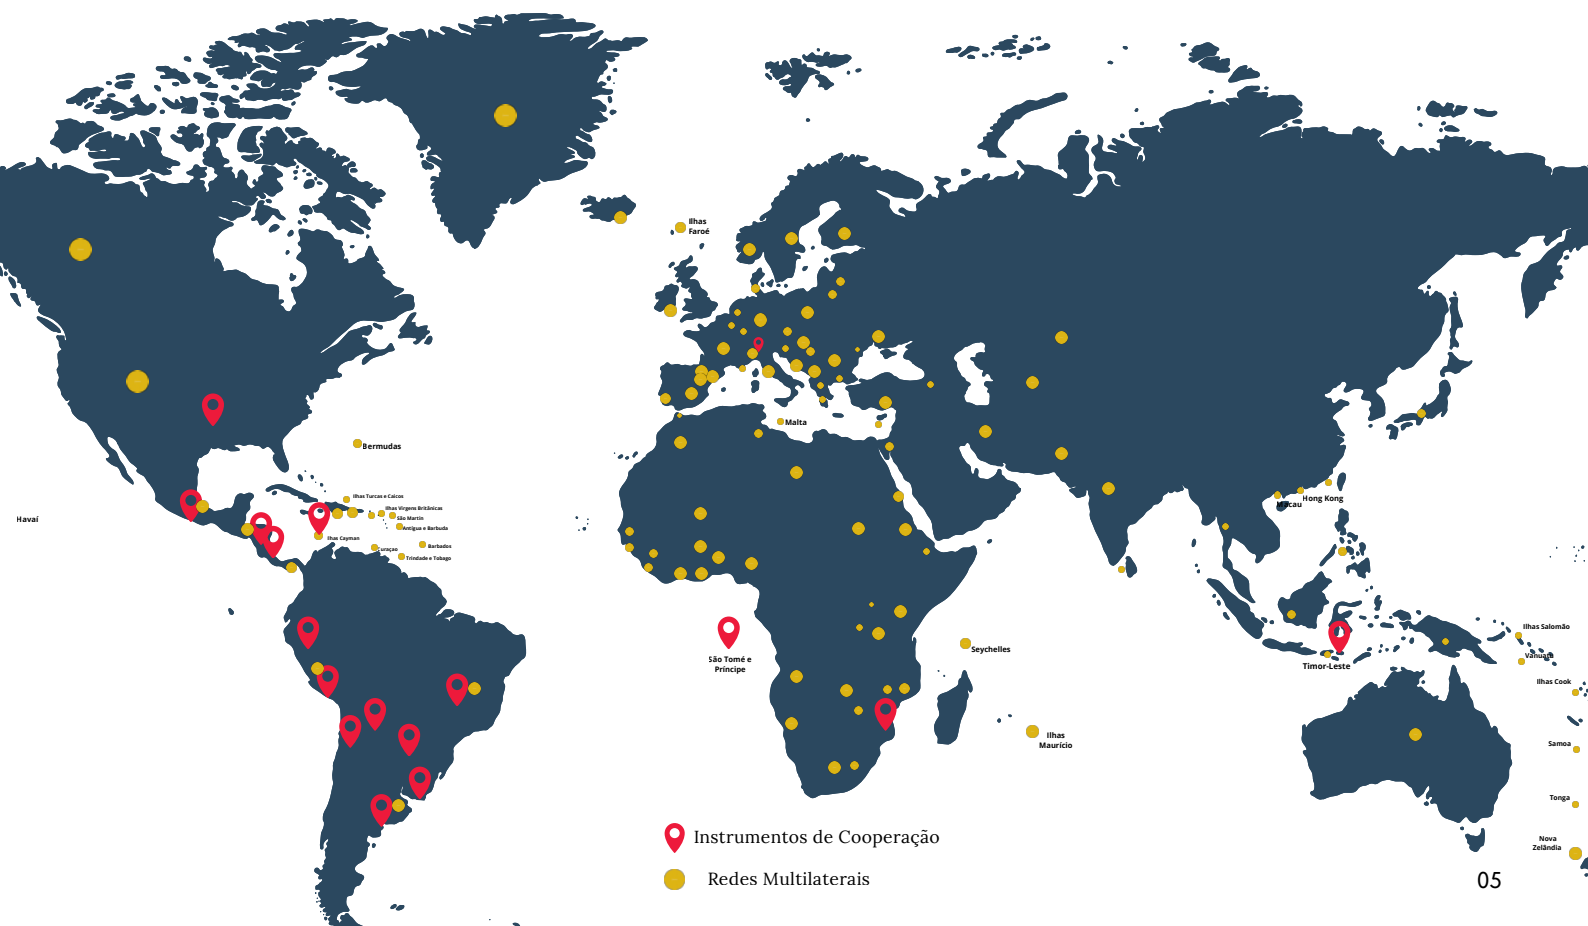 Ilhas
Faroé
Malta
Bermudas
Ilhas Turcas e Caicos
Ilhas Virgens Britânicas
São Martin
Antígua e Barbuda
Ilhas Cayman
Curaçao
Barbados
Trindade e Tobago
Havaí
Hong Kong
Macau
São Tomé e
Príncipe
Seychelles
Ilhas
Maurício
Timor-Leste
Ilhas Salomão
Vanuatu
Ilhas Cook
Samoa
Tonga
Nova
Zelândia
Instrumentos de Cooperação
Redes Multilaterais
05